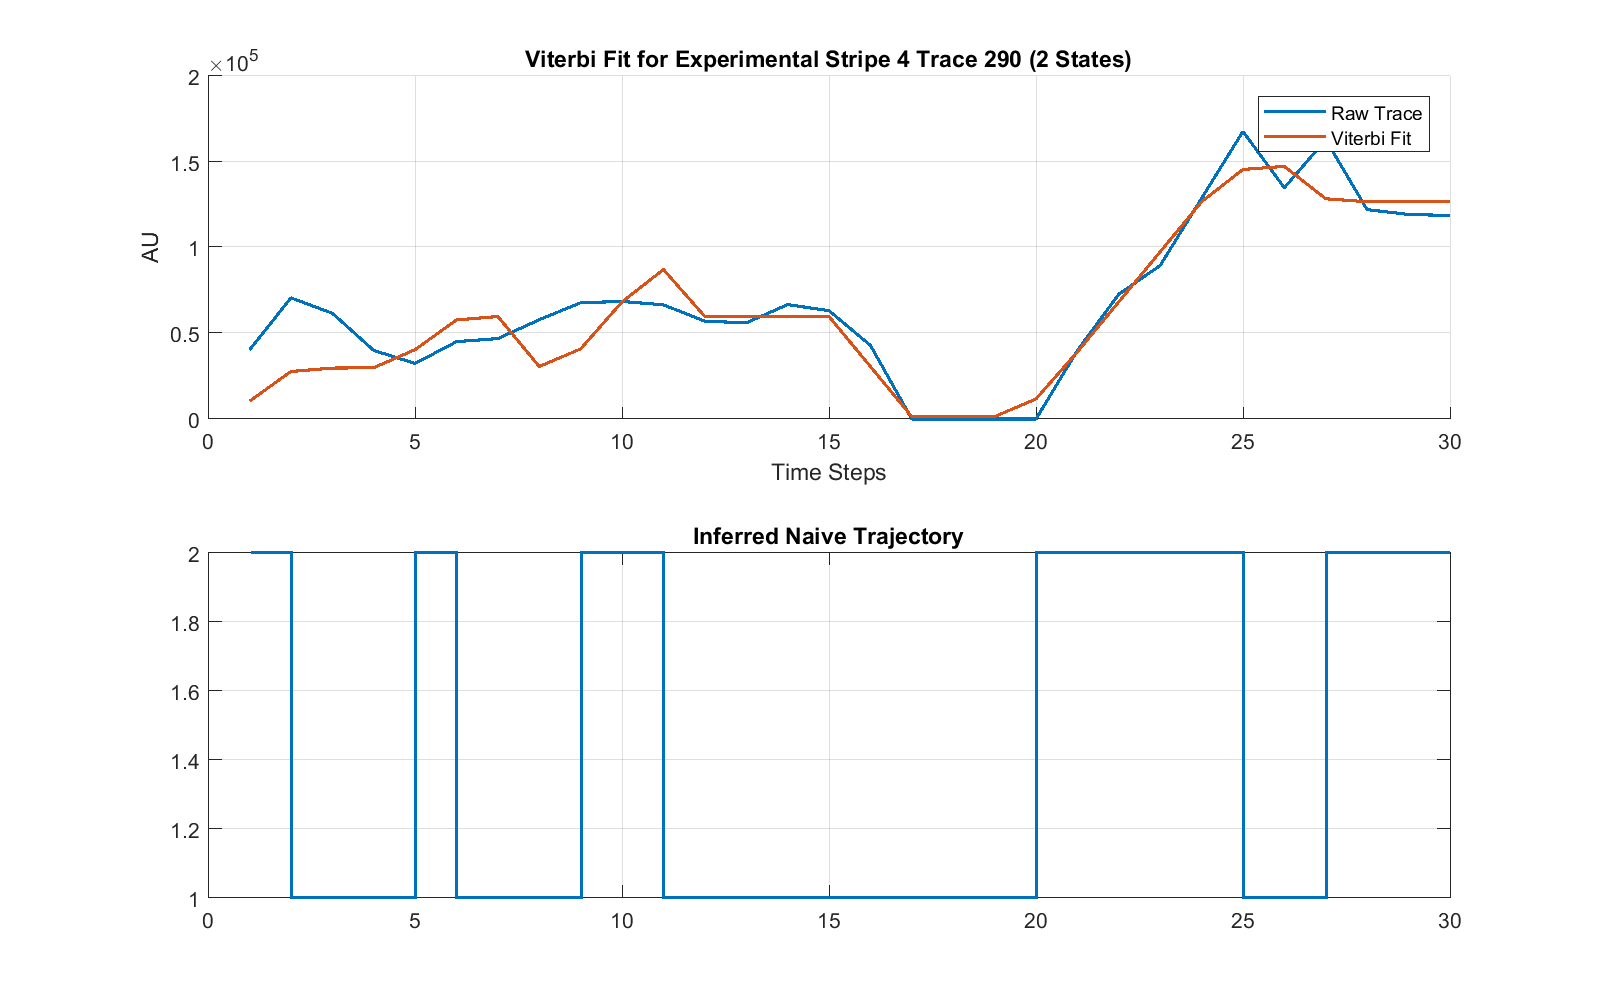 Viterbi Fit for Experimental Stripe 4 Trace 290 (2 States)
×10^5
2
1.5
1
0.5
0
AU
Raw Trace
Viterbi Fit
0 5 10 15 20 25 30
Time Steps
Inferred Naive Trajectory
2
1.8
1.6
1.4
1.2
1
0 5 10 15 20 25 30